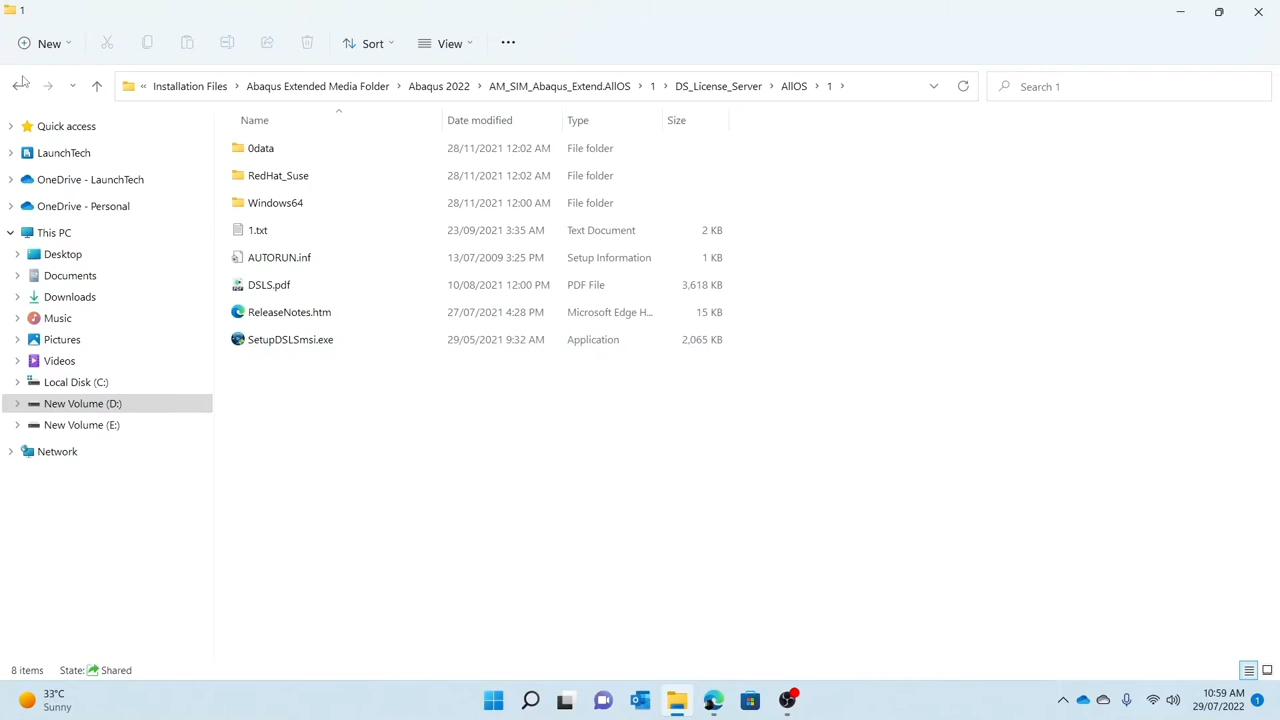 1
New
Sort
View
« Installation Files › Abaqus Extended Media Folder › Abaqus 2022 › AM_SIM_Abaqus_Extend.AllOS › 1 › DS_License_Server › AllOS › 1 ›
Search 1
Name Date modified Type Size
Quick access
LaunchTech
OneDrive - LaunchTech
OneDrive - Personal
This PC
Desktop
Documents
Downloads
Music
Pictures
Videos
Local Disk (C:)
New Volume (D:)
New Volume (E:)
Network
0data 28/11/2021 12:02 AM File folder
RedHat_Suse 28/11/2021 12:02 AM File folder
Windows64 28/11/2021 12:00 AM File folder
1.txt 23/09/2021 3:35 AM Text Document 2 KB
AUTORUN.inf 13/07/2009 3:25 PM Setup Information 1 KB
DSLS.pdf 10/08/2021 12:00 PM PDF File 3,618 KB
ReleaseNotes.htm 27/07/2021 4:28 PM Microsoft Edge H... 15 KB
SetupDSLSmsi.exe 29/05/2021 9:32 AM Application 2,065 KB
8 items State: Shared
33°C
Sunny
10:59 AM
29/07/2022
1